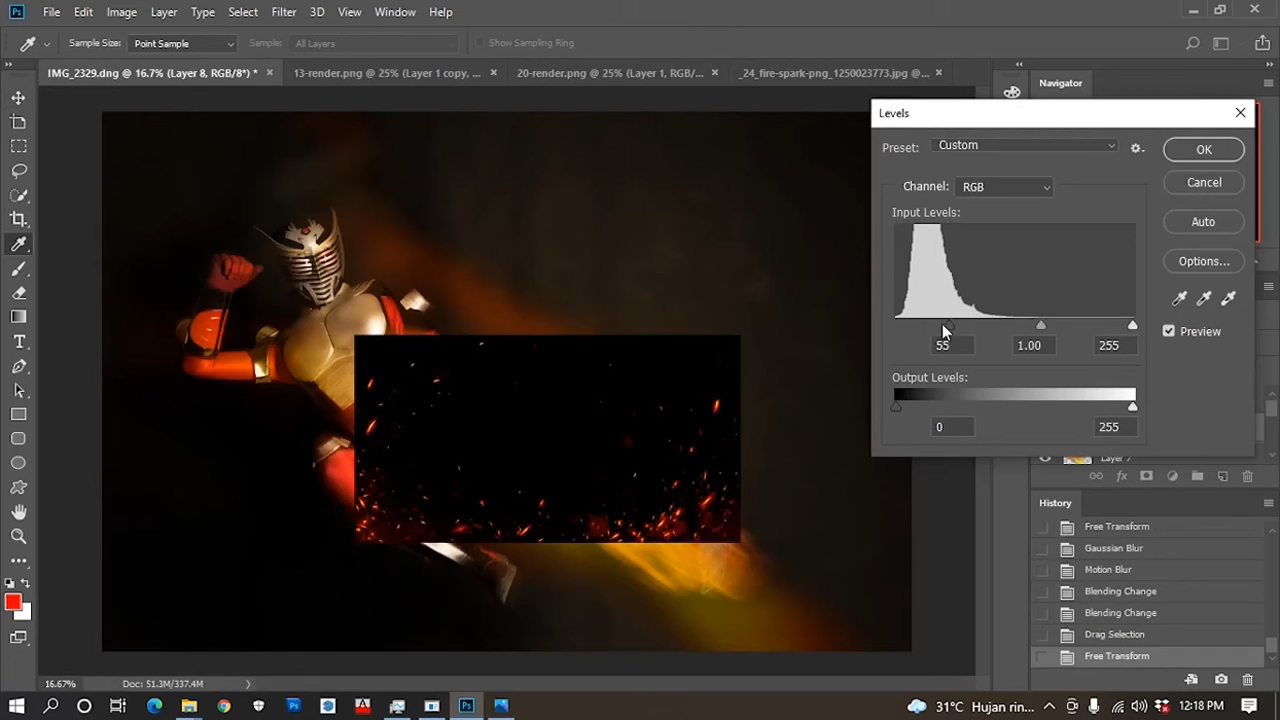 Ps File Edit Image Layer Type Select Filter 3D View Window Help
Sample Size: Point Sample Sample: All Layers Show Sampling Ring
IMG_2329.dng @ 16.7% (Layer 8, RGB/8*) * × 13-render.png @ 25% (Layer 1 copy, ... × 20-render.png @ 25% (Layer 1, RGB/... × _24_fire-spark-png_1250023773.jpg @... ×
Navigator
Levels
Preset: Custom
OK
Channel: RGB
Cancel
Input Levels:
Auto
Options...
Preview
55 1.00 255
Output Levels:
0 255
Layer 7
fx
History
Free Transform
Gaussian Blur
Motion Blur
Blending Change
Blending Change
Drag Selection
Free Transform
16.67% Doc: 51.3M/337.4M
31°C Hujan rin... 12:18 PM